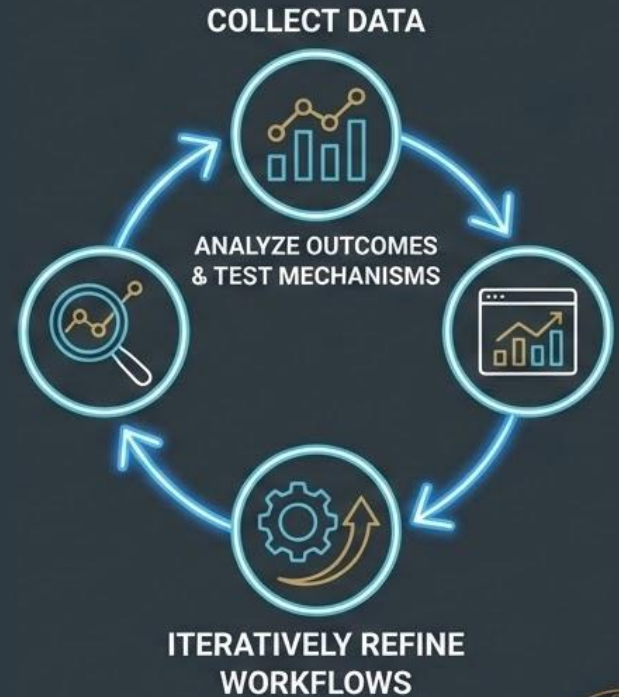 COLLECT DATA
ANALYZE OUTCOMES
& TEST MECHANISMS
ITERATIVELY REFINE
WORKFLOWS